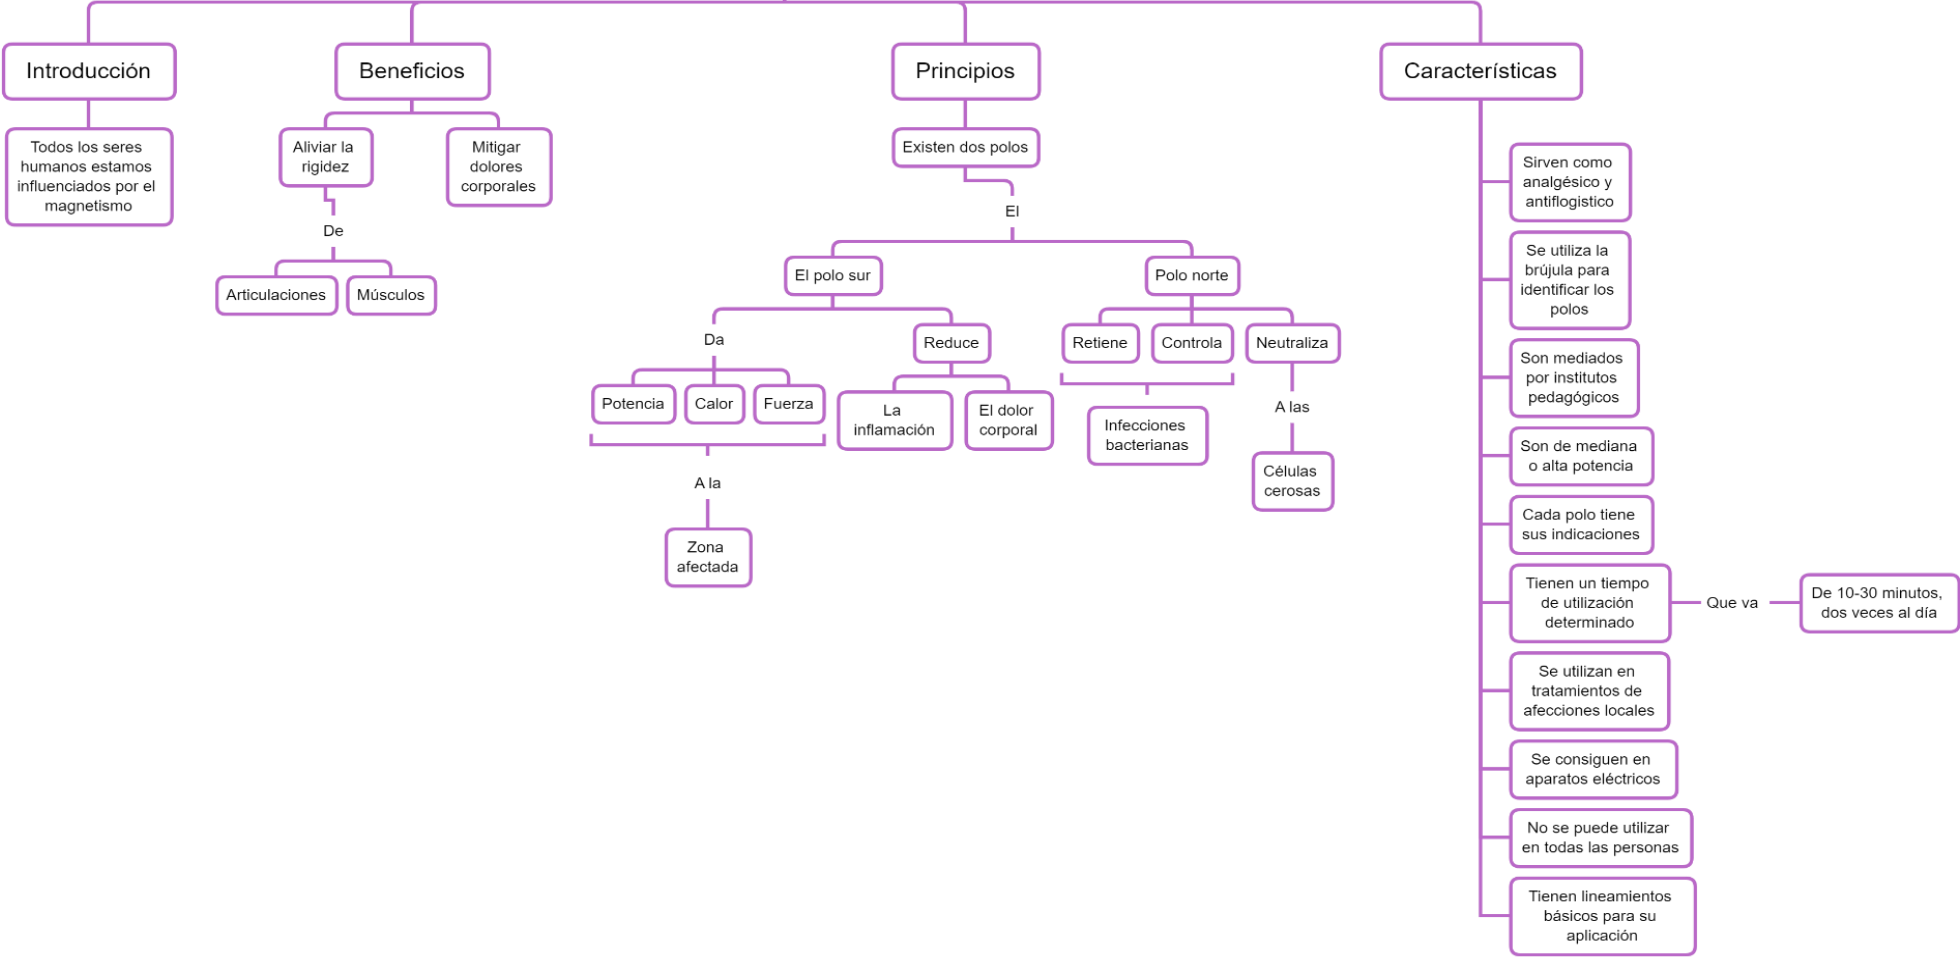 Introducción
Todos los seres
humanos estamos
influenciados por el
magnetismo
Beneficios
Aliviar la
rigidez
De
Articulaciones
Músculos
Mitigar
dolores
corporales
Principios
Existen dos polos
El
El polo sur
Da
Potencia
Calor
Fuerza
A la
Zona
afectada
Reduce
La
inflamación
El dolor
corporal
Polo norte
Retiene
Controla
Infecciones
bacterianas
Neutraliza
A las
Células
cerosas
Características
Sirven como
analgésico y
antiflogistico
Se utiliza la
brújula para
identificar los
polos
Son mediados
por institutos
pedagógicos
Son de mediana
o alta potencia
Cada polo tiene
sus indicaciones
Tienen un tiempo
de utilización
determinado
Que va
De 10-30 minutos,
dos veces al día
Se utilizan en
tratamientos de
afecciones locales
Se consiguen en
aparatos eléctricos
No se puede utilizar
en todas las personas
Tienen lineamientos
básicos para su
aplicación